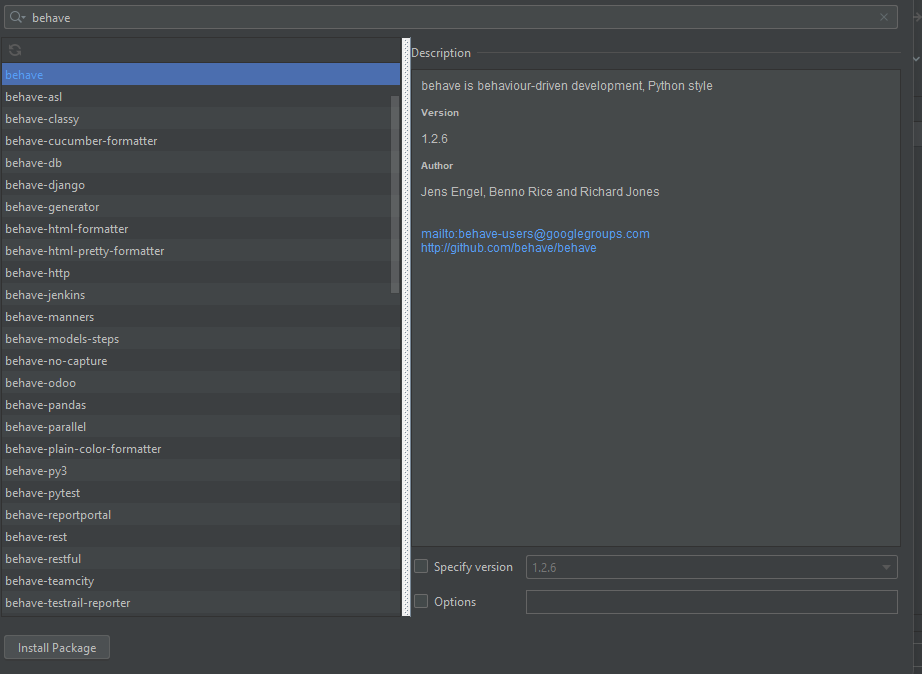 behave
behave
behave-asl
behave-classy
behave-cucumber-formatter
behave-db
behave-django
behave-generator
behave-html-formatter
behave-html-pretty-formatter
behave-http
behave-jenkins
behave-manners
behave-models-steps
behave-no-capture
behave-odoo
behave-pandas
behave-parallel
behave-plain-color-formatter
behave-py3
behave-pytest
behave-reportportal
behave-rest
behave-restful
behave-teamcity
behave-testrail-reporter
Description
behave is behaviour-driven development, Python style
Version
1.2.6
Author
Jens Engel, Benno Rice and Richard Jones
mailto:behave-users@googlegroups.com
http://github.com/behave/behave
Specify version
1.2.6
Options
Install Package